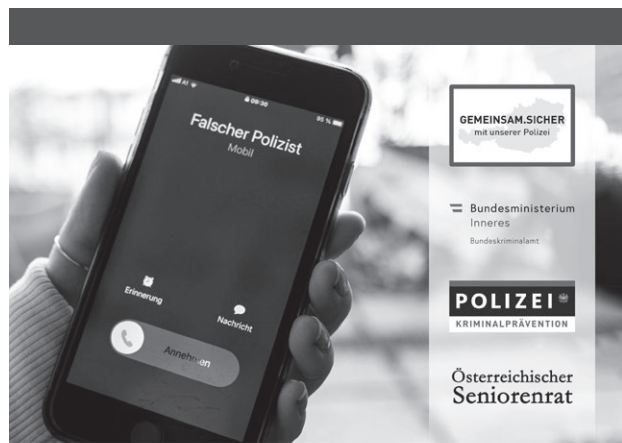 A1
09:30
95 %
Falscher Polizist
Mobil
Erinnerung
Nachricht
Annehmen
GEMEINSAM.SICHER
mit unserer Polizei
Bundesministerium
Inneres
Bundeskriminalamt
POLIZEI
KRIMINALPRÄVENTION
Österreichischer
Seniorenrat